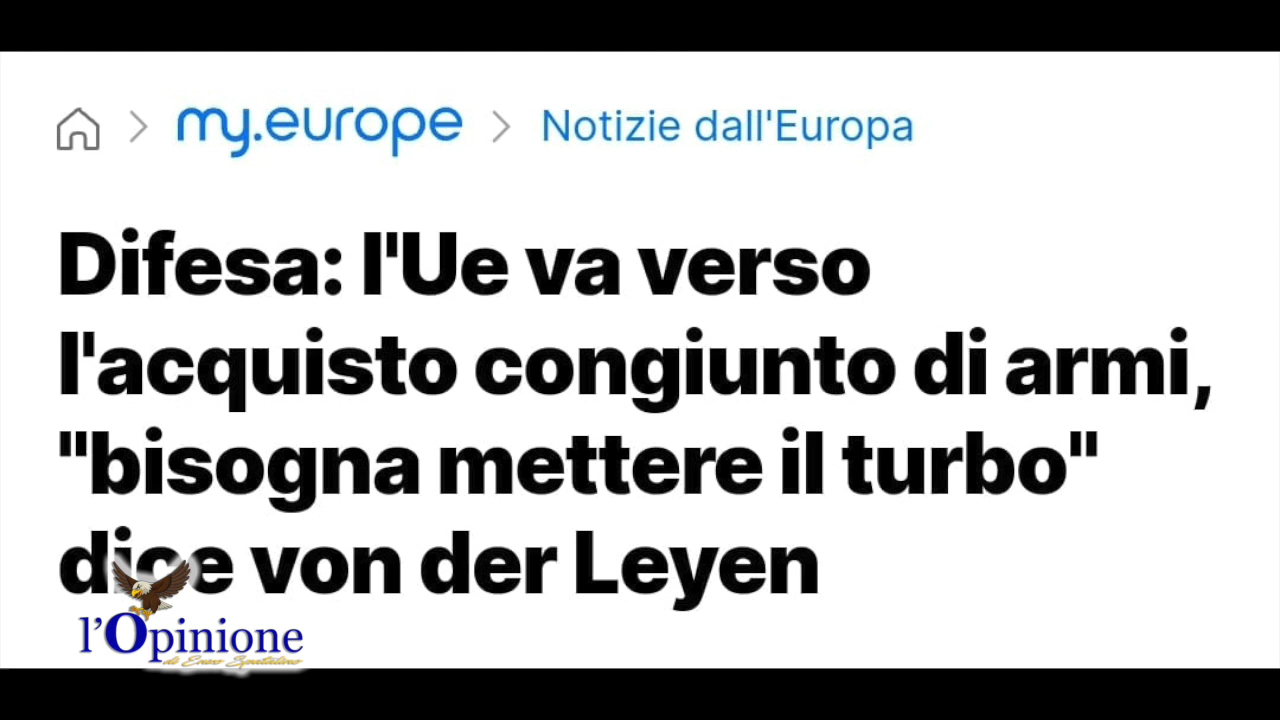 my.europe > Notizie dall'Europa
Difesa: l'Ue va verso
l'acquisto congiunto di armi,
"bisogna mettere il turbo"
dice von der Leyen
l'Opinione